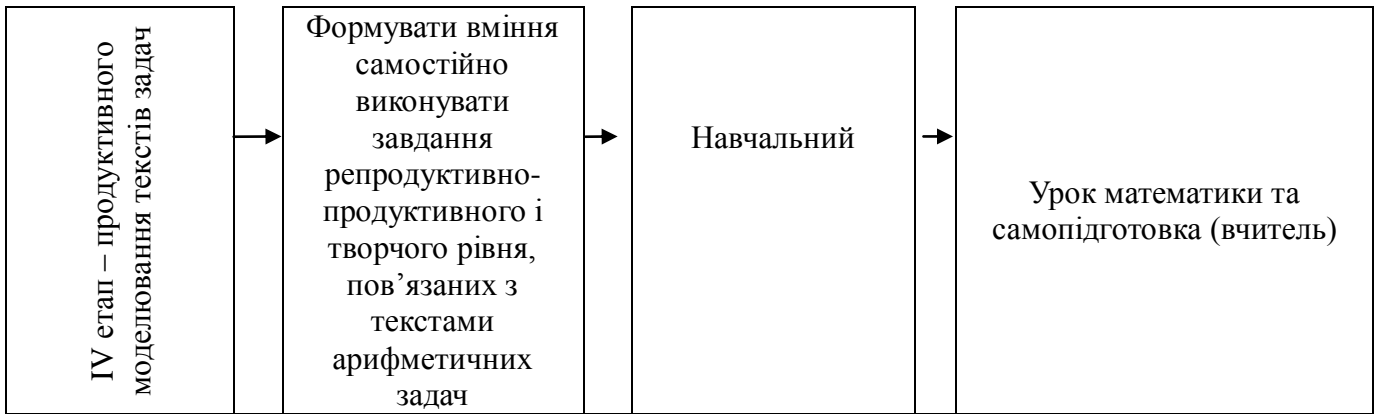 IV етап – продуктивного
моделювання текстів задач
Формувати вміння
самостійно
виконувати
завдання
репродуктивно-
продуктивного і
творчого рівня,
пов’язаних з
текстами
арифметичних
задач
Навчальний
Урок математики та
самопідготовка (вчитель)